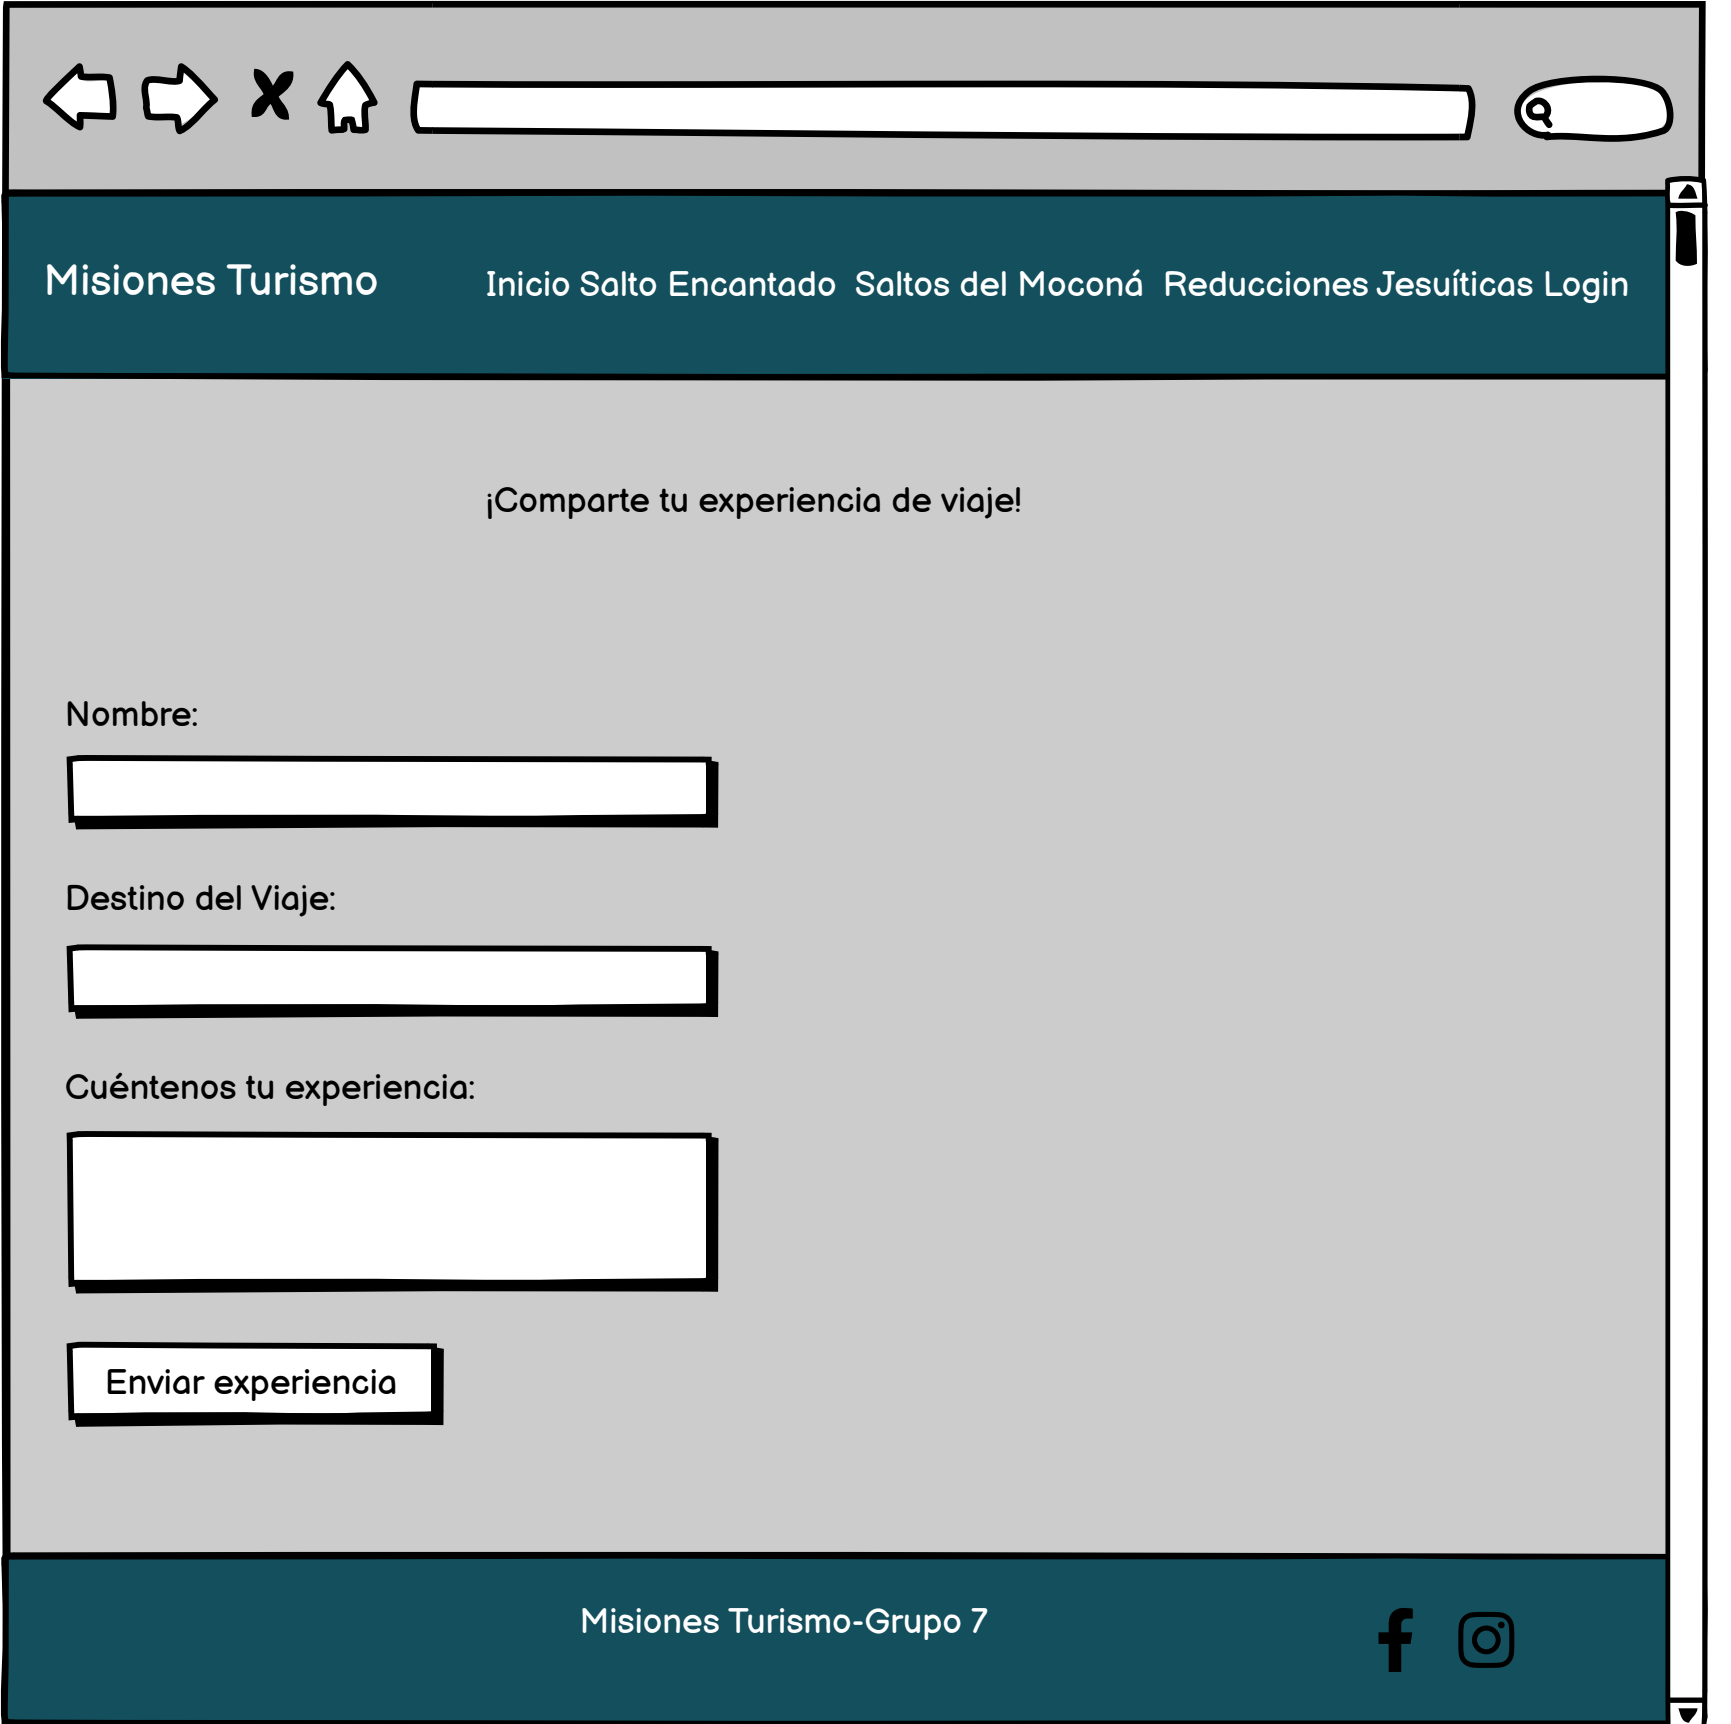 Misiones Turismo
Inicio Salto Encantado Saltos del Moconá Reducciones Jesuíticas Login
¡Comparte tu experiencia de viaje!
Nombre:
Destino del Viaje:
Cuéntenos tu experiencia:
Enviar experiencia
Misiones Turismo-Grupo 7